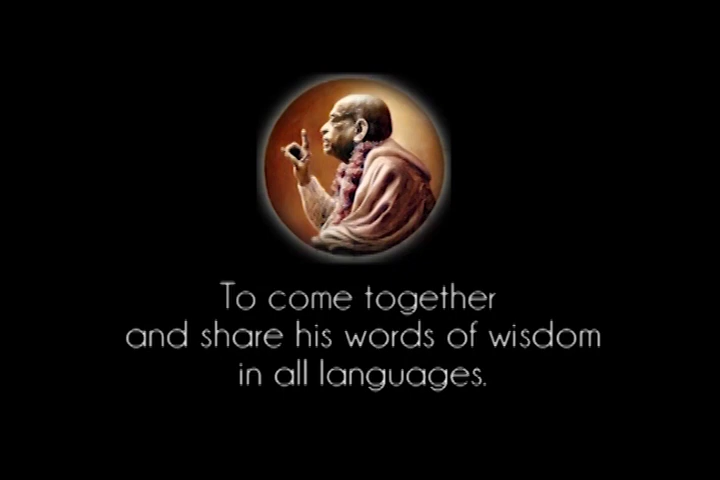 To come together
and share his words of wisdom
in all languages.